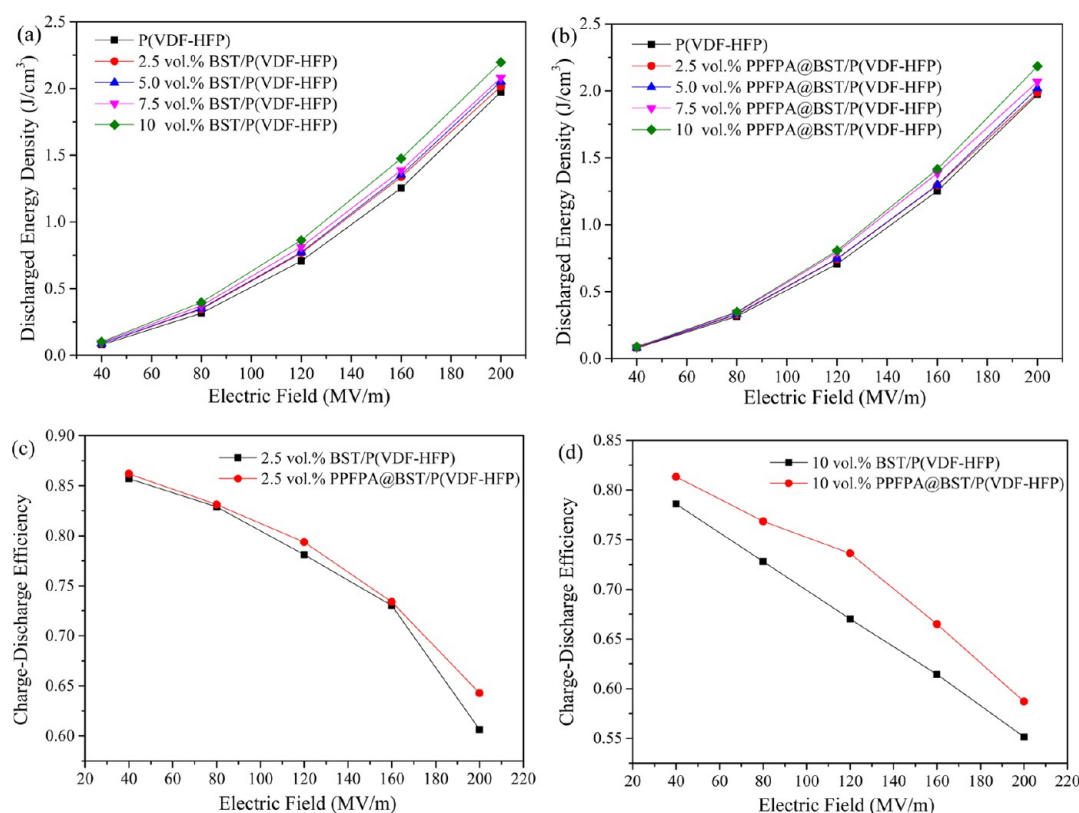 (a)
P(VDF-HFP)
2.5 vol.% BST/P(VDF-HFP)
5.0 vol.% BST/P(VDF-HFP)
7.5 vol.% BST/P(VDF-HFP)
10 vol.% BST/P(VDF-HFP)
Discharged Energy Density (J/cm³)
2.5
2.0
1.5
1.0
0.5
0.0
40 60 80 100 120 140 160 180 200
Electric Field (MV/m)
(b)
P(VDF-HFP)
2.5 vol.% PPFPA@BST/P(VDF-HFP)
5.0 vol.% PPFPA@BST/P(VDF-HFP)
7.5 vol.% PPFPA@BST/P(VDF-HFP)
10 vol.% PPFPA@BST/P(VDF-HFP)
Discharged Energy Density (J/cm³)
2.5
2.0
1.5
1.0
0.5
0.0
40 60 80 100 120 140 160 180 200
Electric Field (MV/m)
(c)
2.5 vol.% BST/P(VDF-HFP)
2.5 vol.% PPFPA@BST/P(VDF-HFP)
Charge-Discharge Efficiency
0.90
0.85
0.80
0.75
0.70
0.65
0.60
20 40 60 80 100 120 140 160 180 200 220
Electric Field (MV/m)
(d)
10 vol.% BST/P(VDF-HFP)
10 vol.% PPFPA@BST/P(VDF-HFP)
Charge-Discharge Efficiency
0.85
0.80
0.75
0.70
0.65
0.60
0.55
20 40 60 80 100 120 140 160 180 200 220
Electric Field (MV/m)